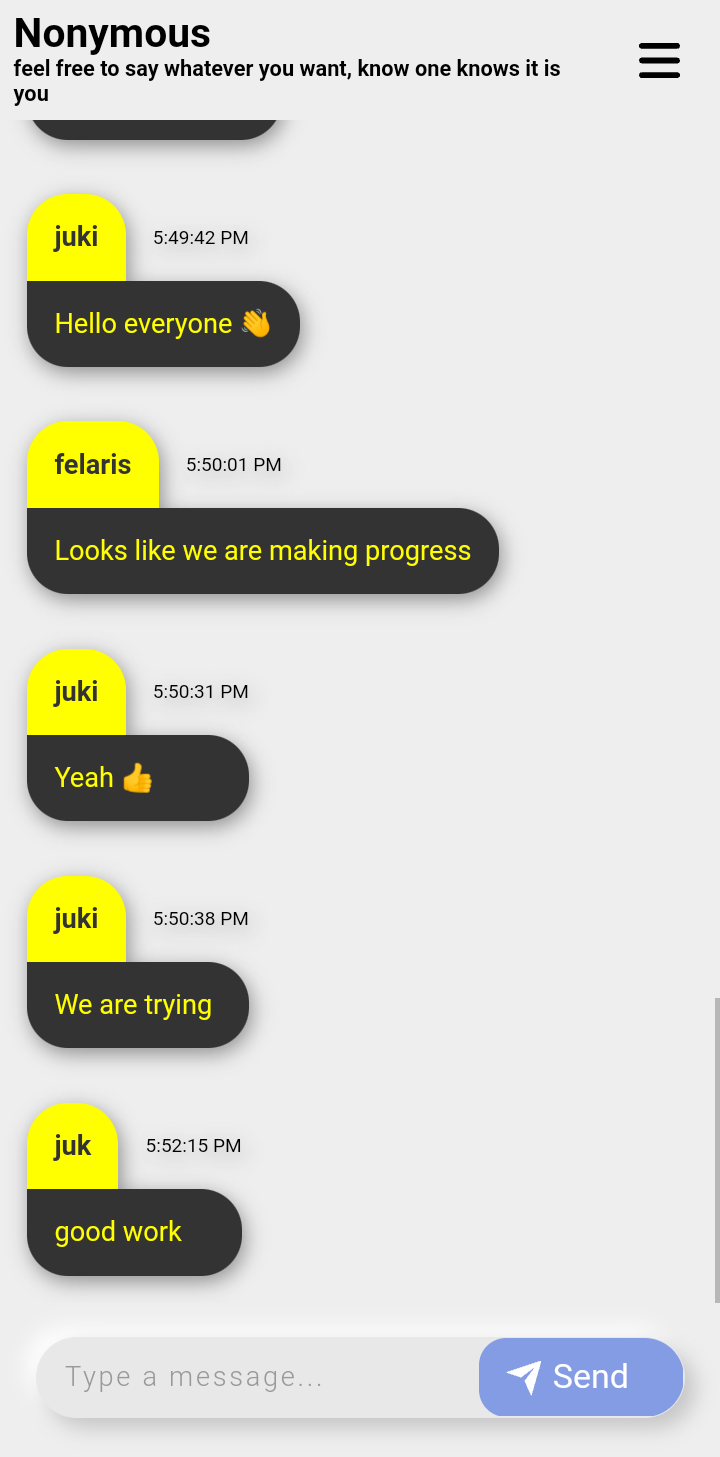 Nonymous
feel free to say whatever you want, know one knows it is
you
juki
5:49:42 PM
Hello everyone 👋
felaris
5:50:01 PM
Looks like we are making progress
juki
5:50:31 PM
Yeah 👍
juki
5:50:38 PM
We are trying
juk
5:52:15 PM
good work
Type a message...
Send